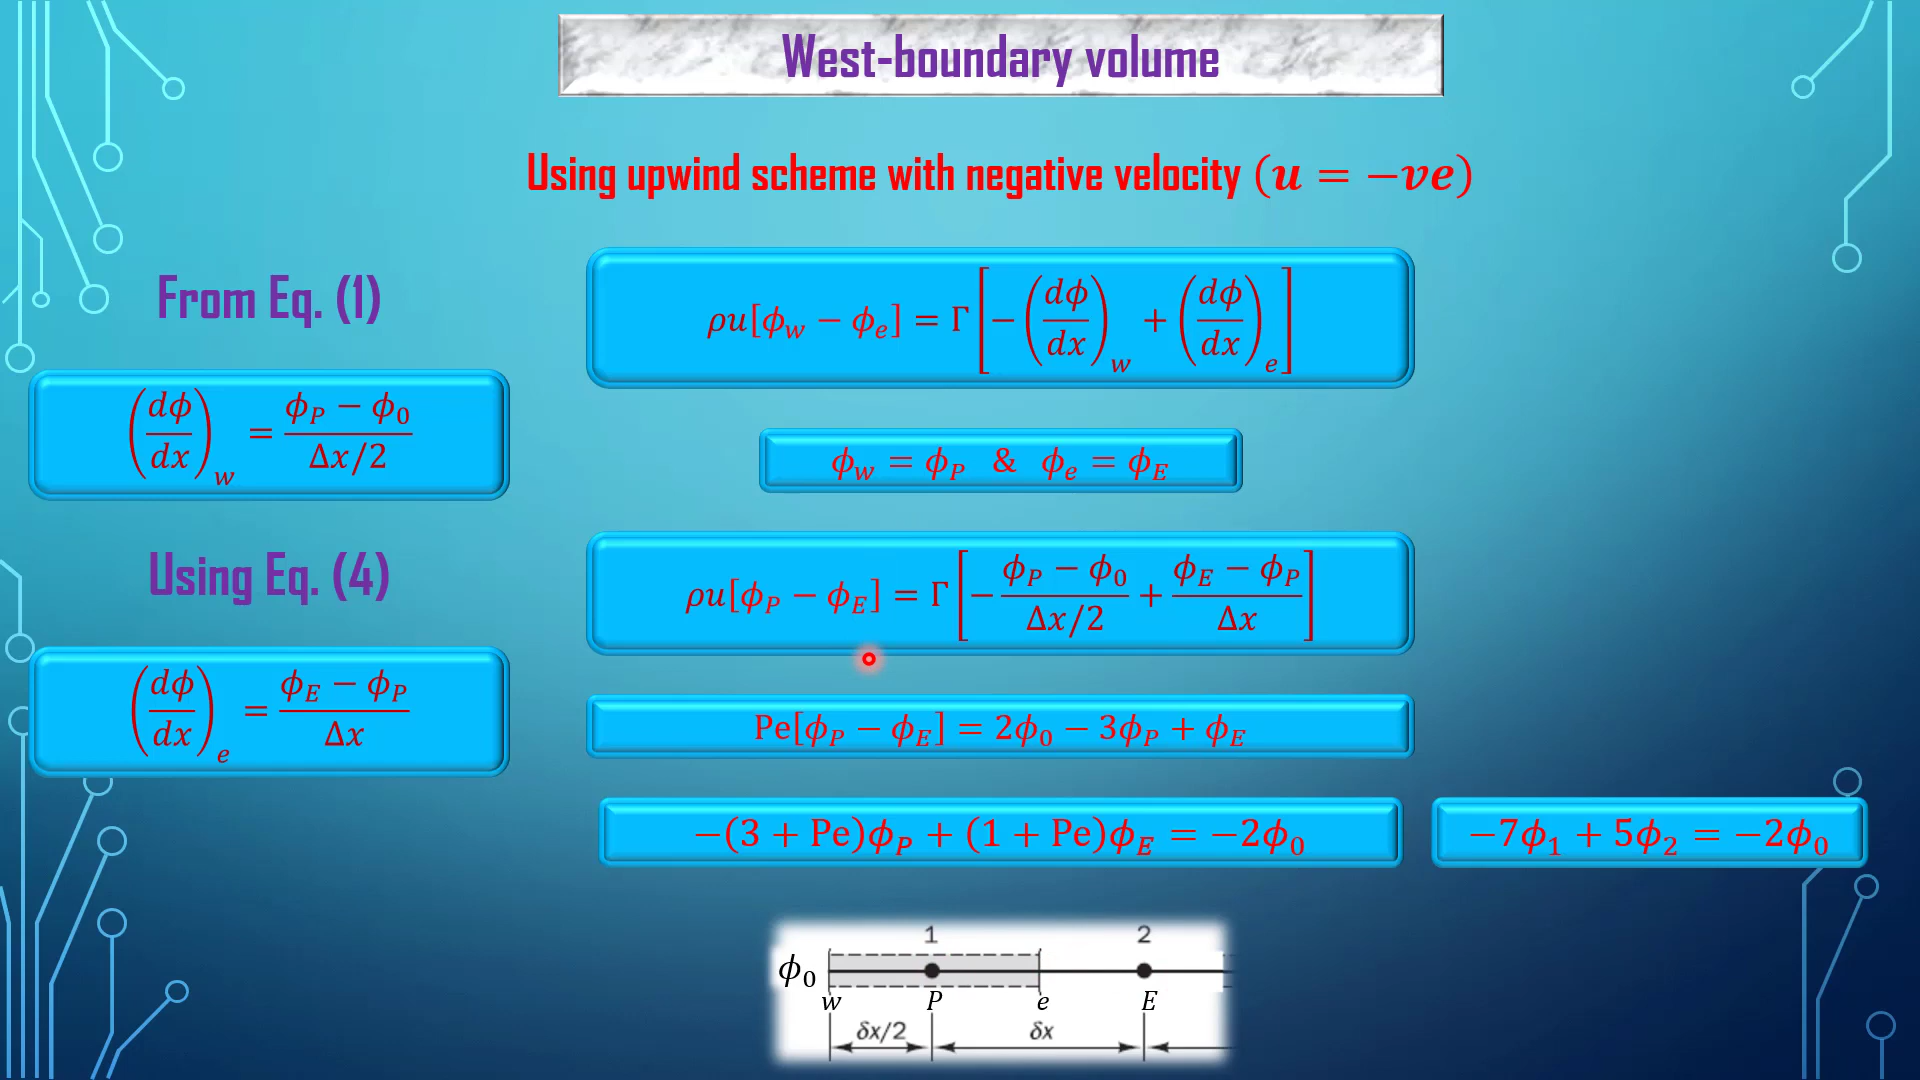 West-boundary volume
Using upwind scheme with negative velocity (u = −ve)
From Eq. (1)
(dϕ/dx)_w = (ϕ_P − ϕ_0)/(Δx/2)
Using Eq. (4)
(dϕ/dx)_e = (ϕ_E − ϕ_P)/Δx
ρu[ϕ_w − ϕ_e] = Γ[−(dϕ/dx)_w + (dϕ/dx)_e]
ϕ_w = ϕ_P & ϕ_e = ϕ_E
ρu[ϕ_P − ϕ_E] = Γ[−(ϕ_P − ϕ_0)/(Δx/2) + (ϕ_E − ϕ_P)/Δx]
Pe[ϕ_P − ϕ_E] = 2ϕ_0 − 3ϕ_P + ϕ_E
−(3 + Pe)ϕ_P + (1 + Pe)ϕ_E = −2ϕ_0
−7ϕ_1 + 5ϕ_2 = −2ϕ_0
1 2
ϕ_0
w P e E
δx/2 δx